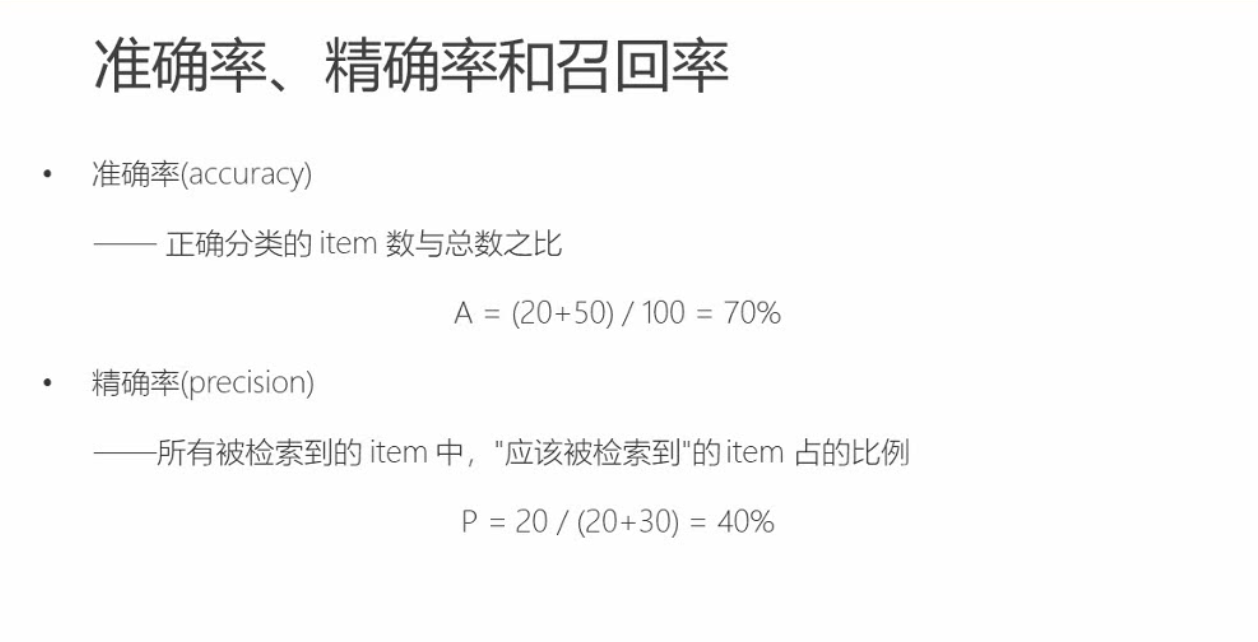 准确率、精确率和召回率
• 准确率(accuracy)
—— 正确分类的 item 数与总数之比
A = (20+50) / 100 = 70%
• 精确率(precision)
——所有被检索到的 item 中，"应该被检索到"的 item 占的比例
P = 20 / (20+30) = 40%